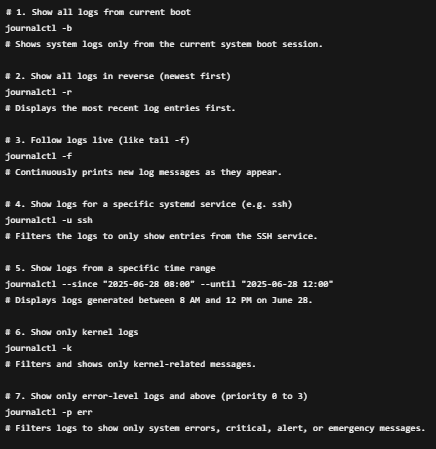 # 1. Show all logs from current boot
journalctl -b
# Shows system logs only from the current system boot session.
# 2. Show all logs in reverse (newest first)
journalctl -r
# Displays the most recent log entries first.
# 3. Follow logs live (like tail -f)
journalctl -f
# Continuously prints new log messages as they appear.
# 4. Show logs for a specific systemd service (e.g. ssh)
journalctl -u ssh
# Filters the logs to only show entries from the SSH service.
# 5. Show logs from a specific time range
journalctl --since "2025-06-28 08:00" --until "2025-06-28 12:00"
# Displays logs generated between 8 AM and 12 PM on June 28.
# 6. Show only kernel logs
journalctl -k
# Filters and shows only kernel-related messages.
# 7. Show only error-level logs and above (priority 0 to 3)
journalctl -p err
# Filters logs to show only system errors, critical, alert, or emergency messages.